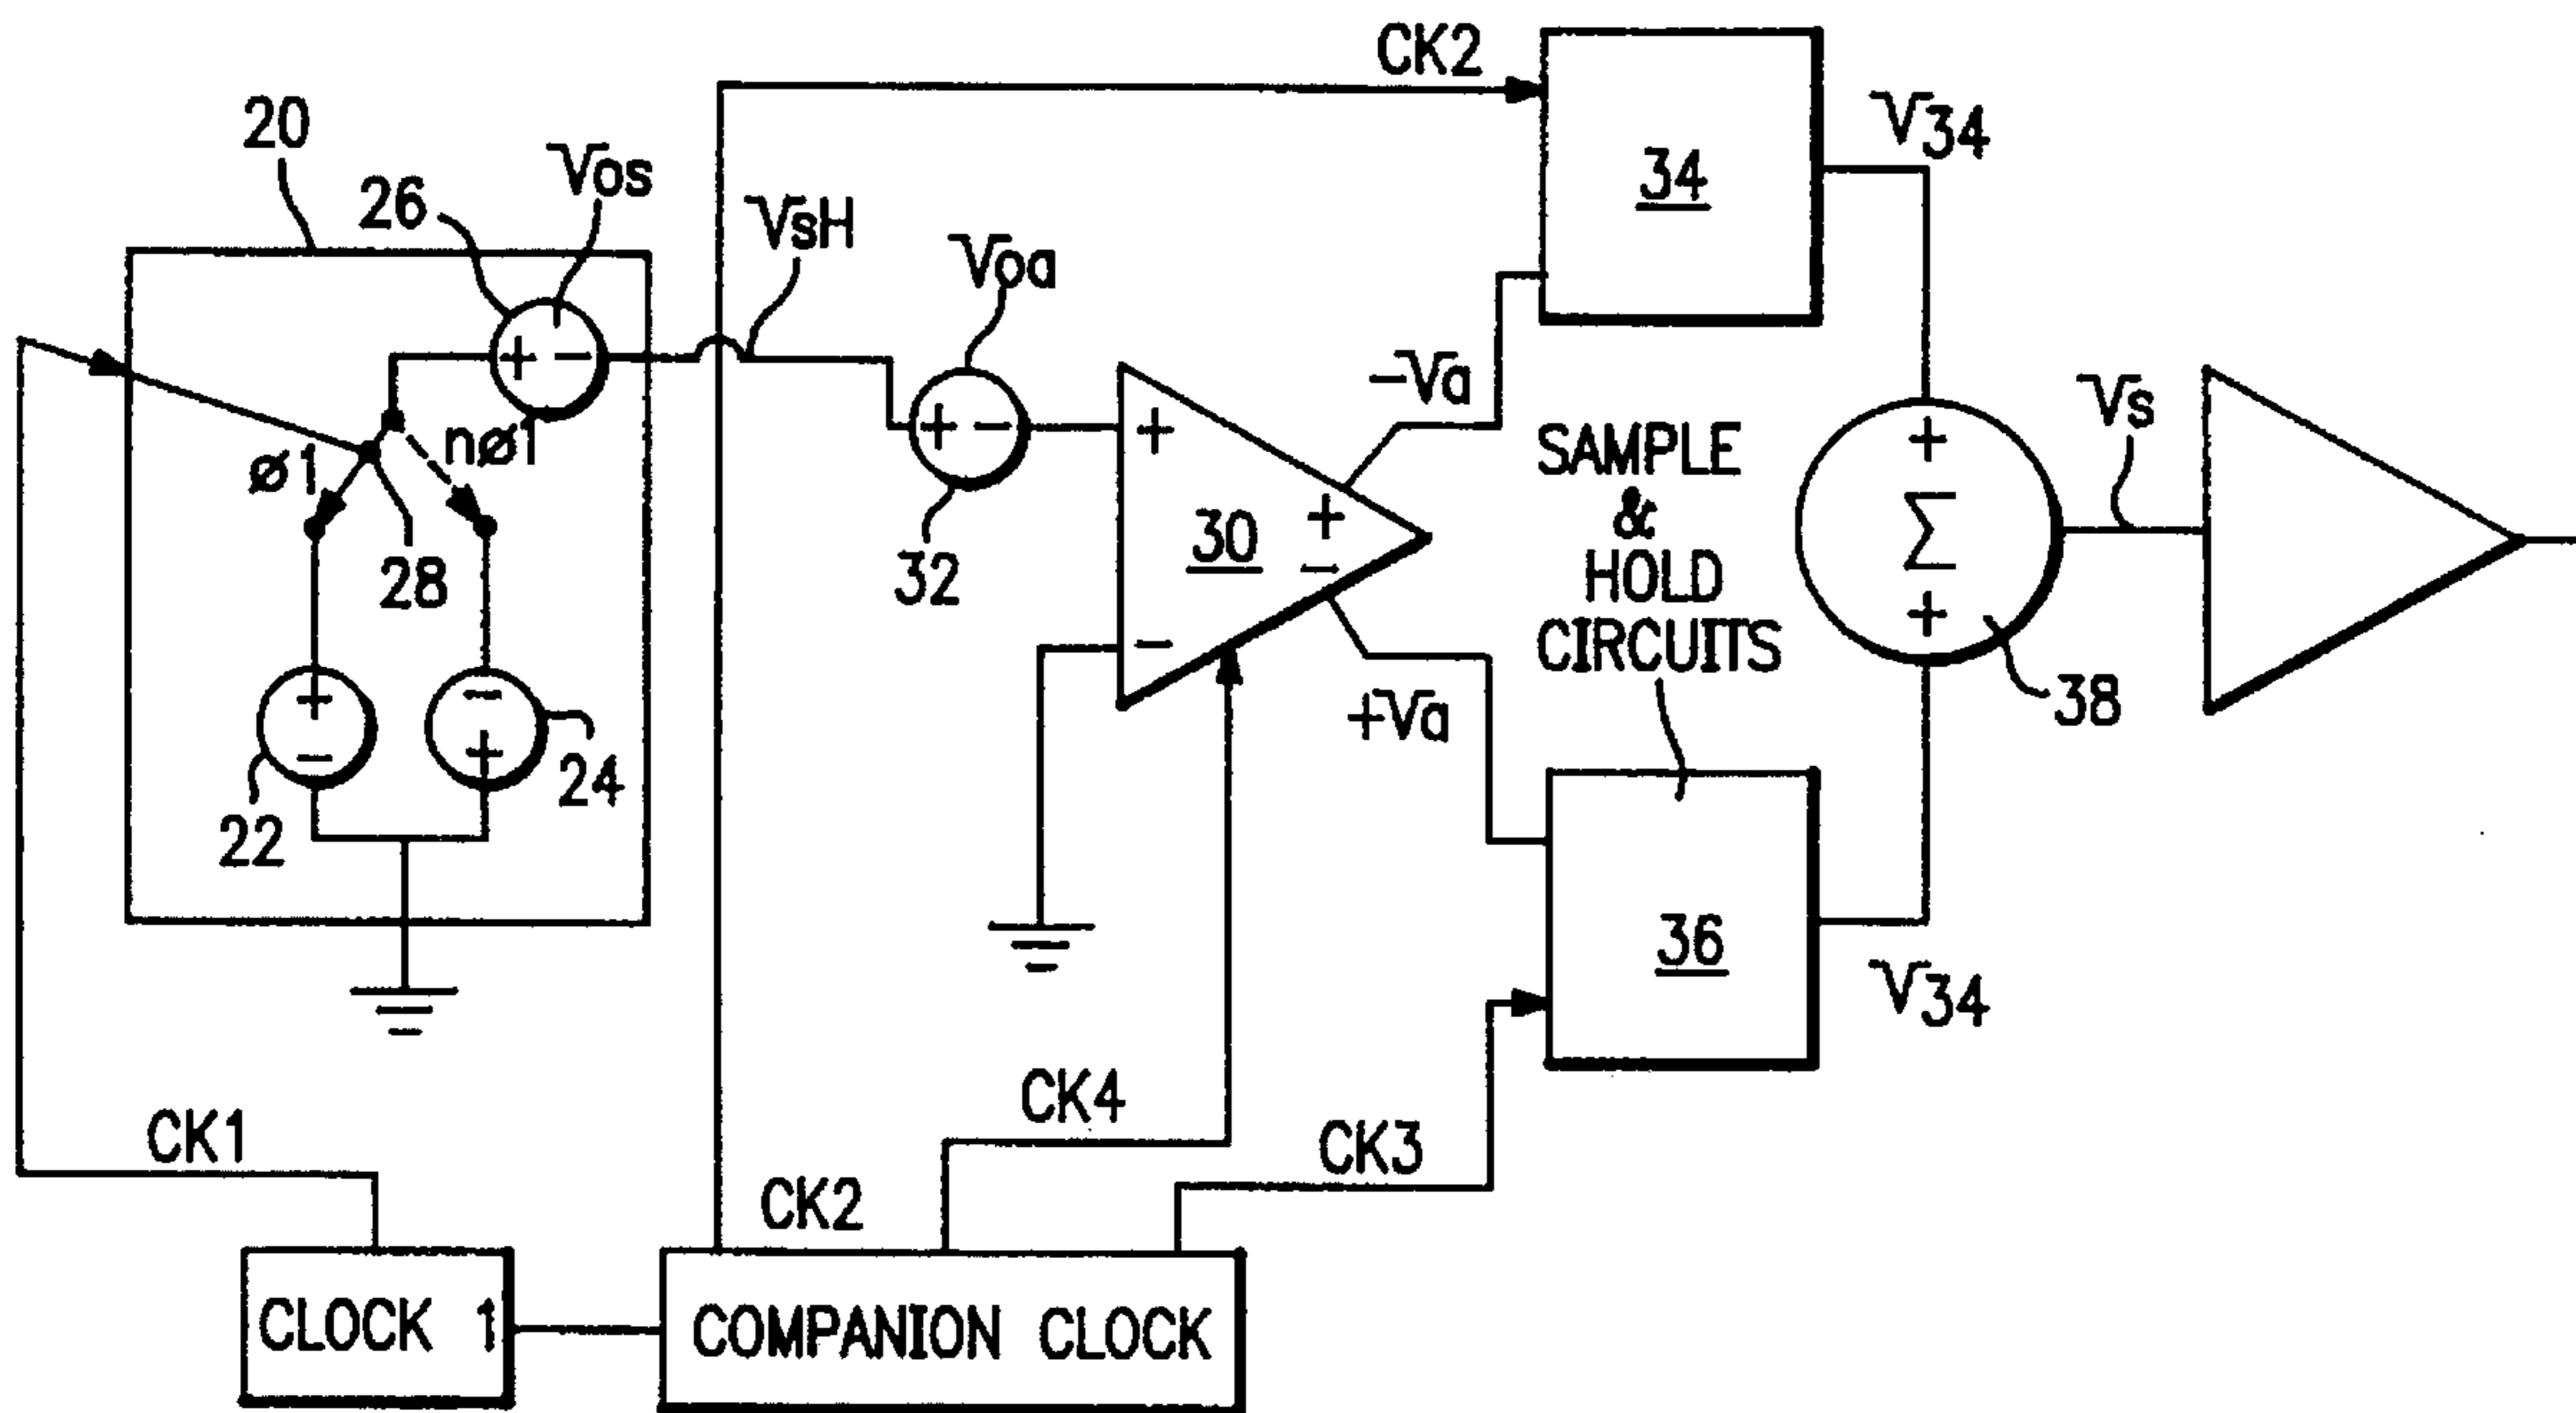 CK2
20
Vos
26
VsH
Voa
V34
34
ø1
nø1
28
+ -
+ -
32
+
-
30
+
-
-Va
+Va
SAMPLE
&
HOLD
CIRCUITS
+
Σ
+
Vs
38
+
-
-
+
22
24
36
V34
CK1
CK4
CK3
CK2
CLOCK 1
COMPANION CLOCK